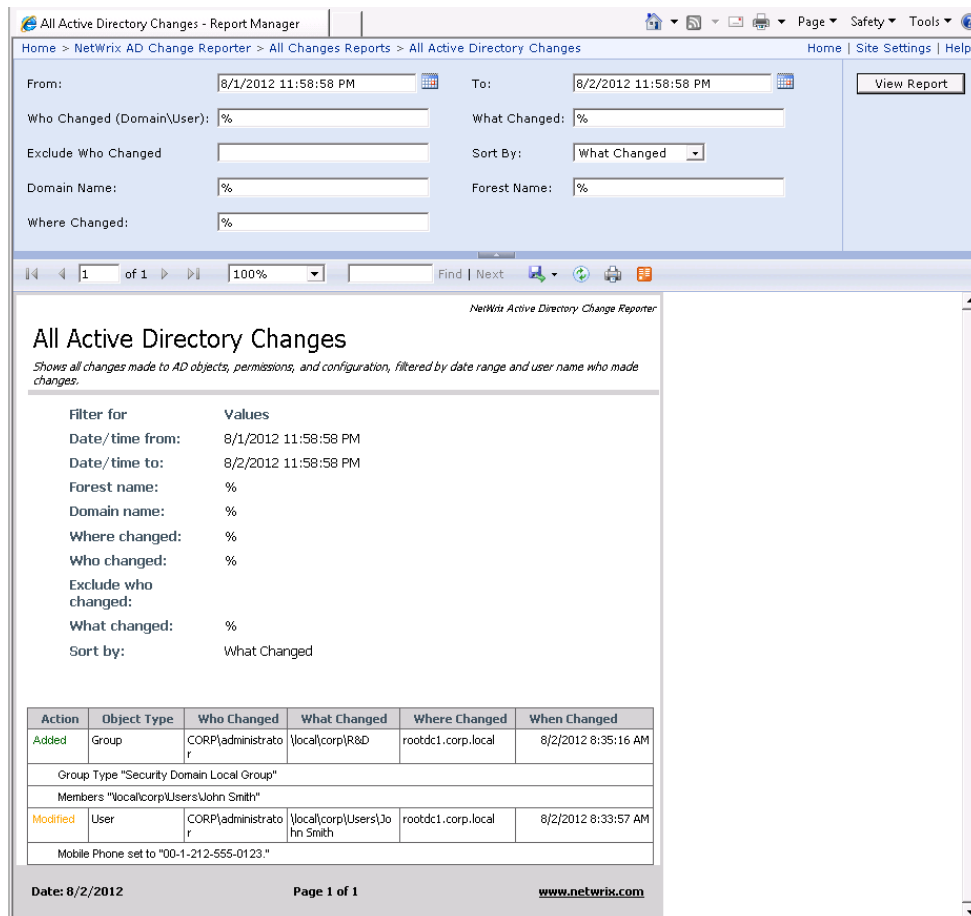 All Active Directory Changes - Report Manager
Page Safety Tools
Home > NetWrix AD Change Reporter > All Changes Reports > All Active Directory Changes
Home | Site Settings | Help
From: 8/1/2012 11:58:58 PM To: 8/2/2012 11:58:58 PM View Report
Who Changed (Domain\User): % What Changed: %
Exclude Who Changed Sort By: What Changed
Domain Name: % Forest Name: %
Where Changed: %
1 of 1 100% Find | Next
NetWrix Active Directory Change Reporter
All Active Directory Changes
Shows all changes made to AD objects, permissions, and configuration, filtered by date range and user name who made
changes.
Filter for Values
Date/time from: 8/1/2012 11:58:58 PM
Date/time to: 8/2/2012 11:58:58 PM
Forest name: %
Domain name: %
Where changed: %
Who changed: %
Exclude who
changed:
What changed: %
Sort by: What Changed
Action Object Type Who Changed What Changed Where Changed When Changed
Added Group CORP\administrato \local\corp\R&D rootdc1.corp.local 8/2/2012 8:35:16 AM
r
Group Type "Security Domain Local Group"
Members "\local\corp\Users\John Smith"
Modified User CORP\administrato \local\corp\Users\Jo rootdc1.corp.local 8/2/2012 8:33:57 AM
r hn Smith
Mobile Phone set to "00-1-212-555-0123."
Date: 8/2/2012 Page 1 of 1 www.netwrix.com